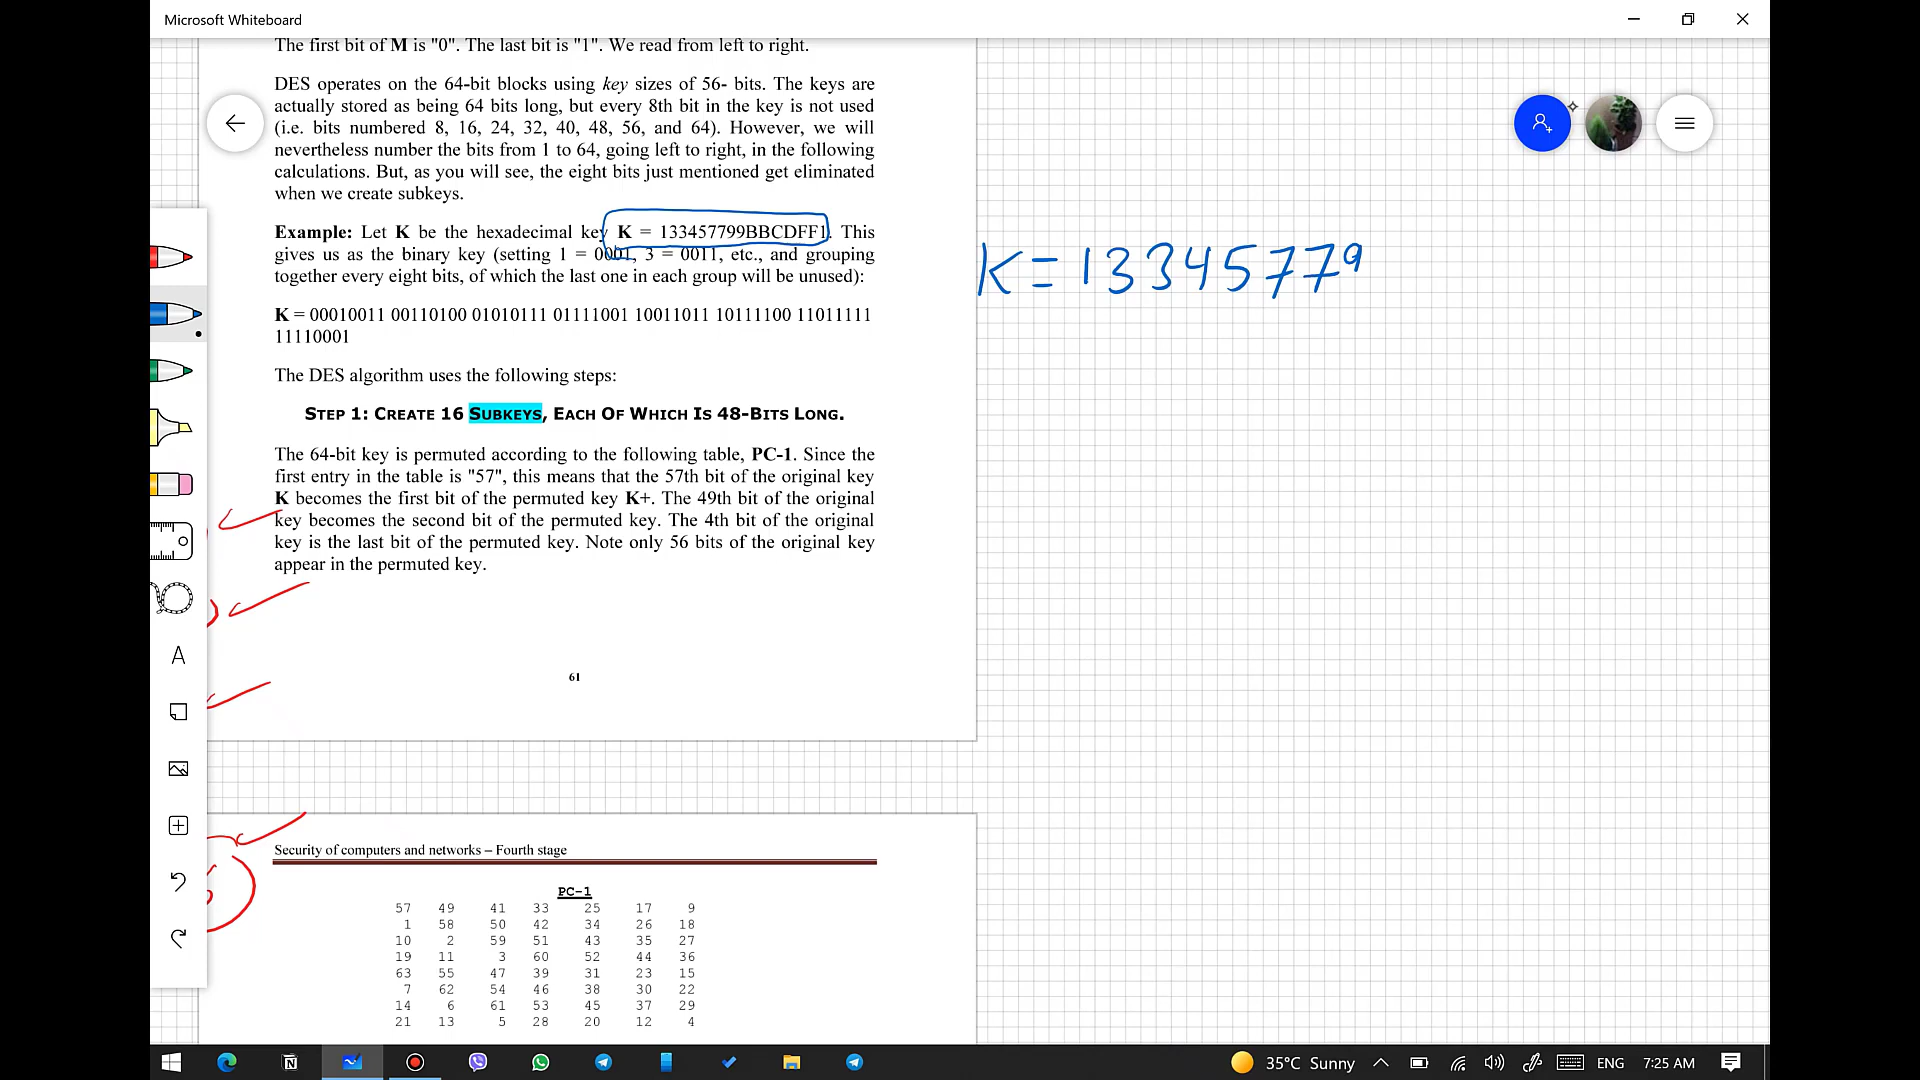 Microsoft Whiteboard
The first bit of M is "0". The last bit is "1". We read from left to right.
DES operates on the 64-bit blocks using key sizes of 56- bits. The keys are
actually stored as being 64 bits long, but every 8th bit in the key is not used
(i.e. bits numbered 8, 16, 24, 32, 40, 48, 56, and 64). However, we will
nevertheless number the bits from 1 to 64, going left to right, in the following
calculations. But, as you will see, the eight bits just mentioned get eliminated
when we create subkeys.
Example: Let K be the hexadecimal key K = 133457799BBCDFF1. This
gives us as the binary key (setting 1 = 0001, 3 = 0011, etc., and grouping
together every eight bits, of which the last one in each group will be unused):
K = 13345779
K = 00010011 00110100 01010111 01111001 10011011 10111100 11011111
11110001
The DES algorithm uses the following steps:
STEP 1: CREATE 16 SUBKEYS, EACH OF WHICH IS 48-BITS LONG.
The 64-bit key is permuted according to the following table, PC-1. Since the
first entry in the table is "57", this means that the 57th bit of the original key
K becomes the first bit of the permuted key K+. The 49th bit of the original
key becomes the second bit of the permuted key. The 4th bit of the original
key is the last bit of the permuted key. Note only 56 bits of the original key
appear in the permuted key.
A
61
Security of computers and networks – Fourth stage
PC-1
57 49 41 33 25 17 9
1 58 50 42 34 26 18
10 2 59 51 43 35 27
19 11 3 60 52 44 36
63 55 47 39 31 23 15
7 62 54 46 38 30 22
14 6 61 53 45 37 29
21 13 5 28 20 12 4
35°C Sunny ENG 7:25 AM